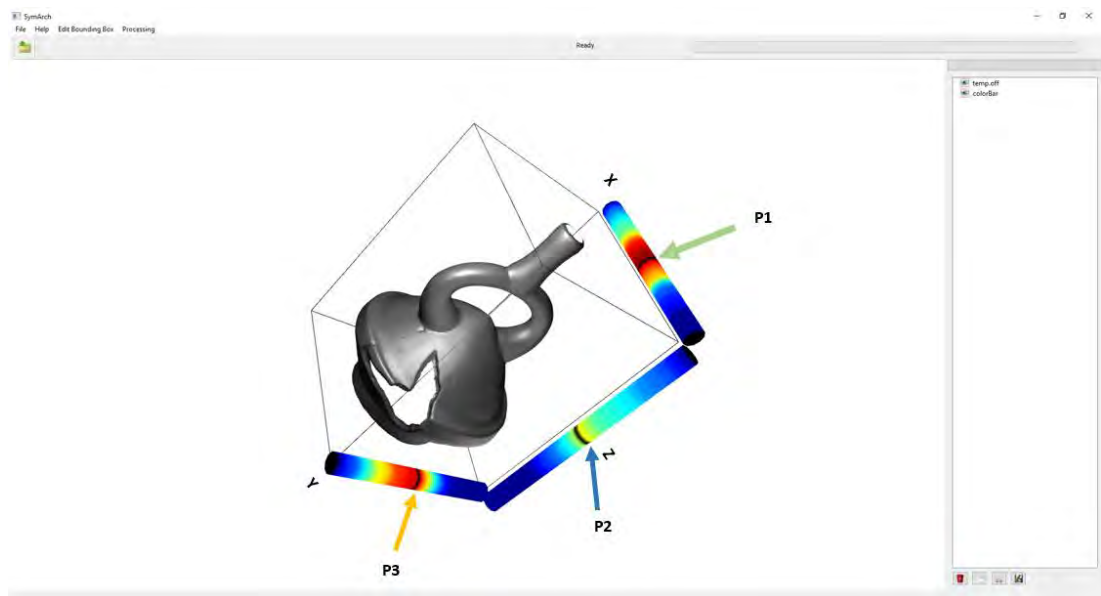 SymArch
File Help Edit Bounding Box Processing
Ready
temp.off
colorBar
X
P1
Z
Y
P2
P3